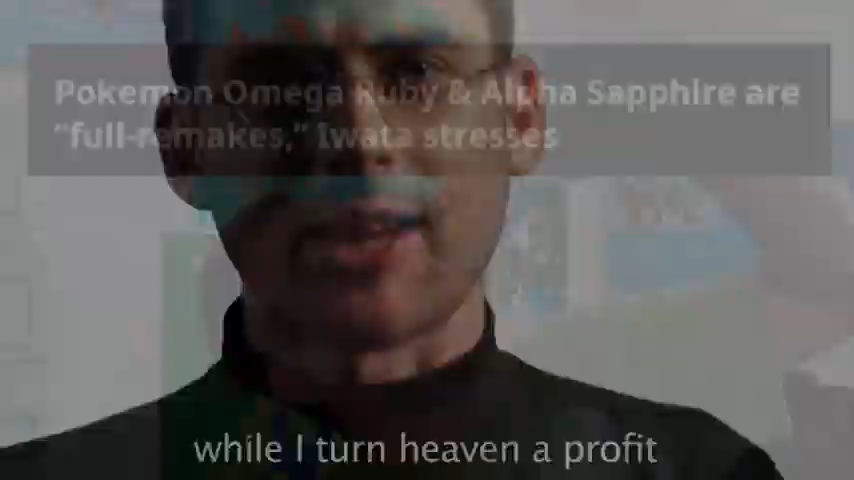 Pokemon Omega Ruby & Alpha Sapphire are
"full-remakes," Iwata stresses
while I turn heaven a profit